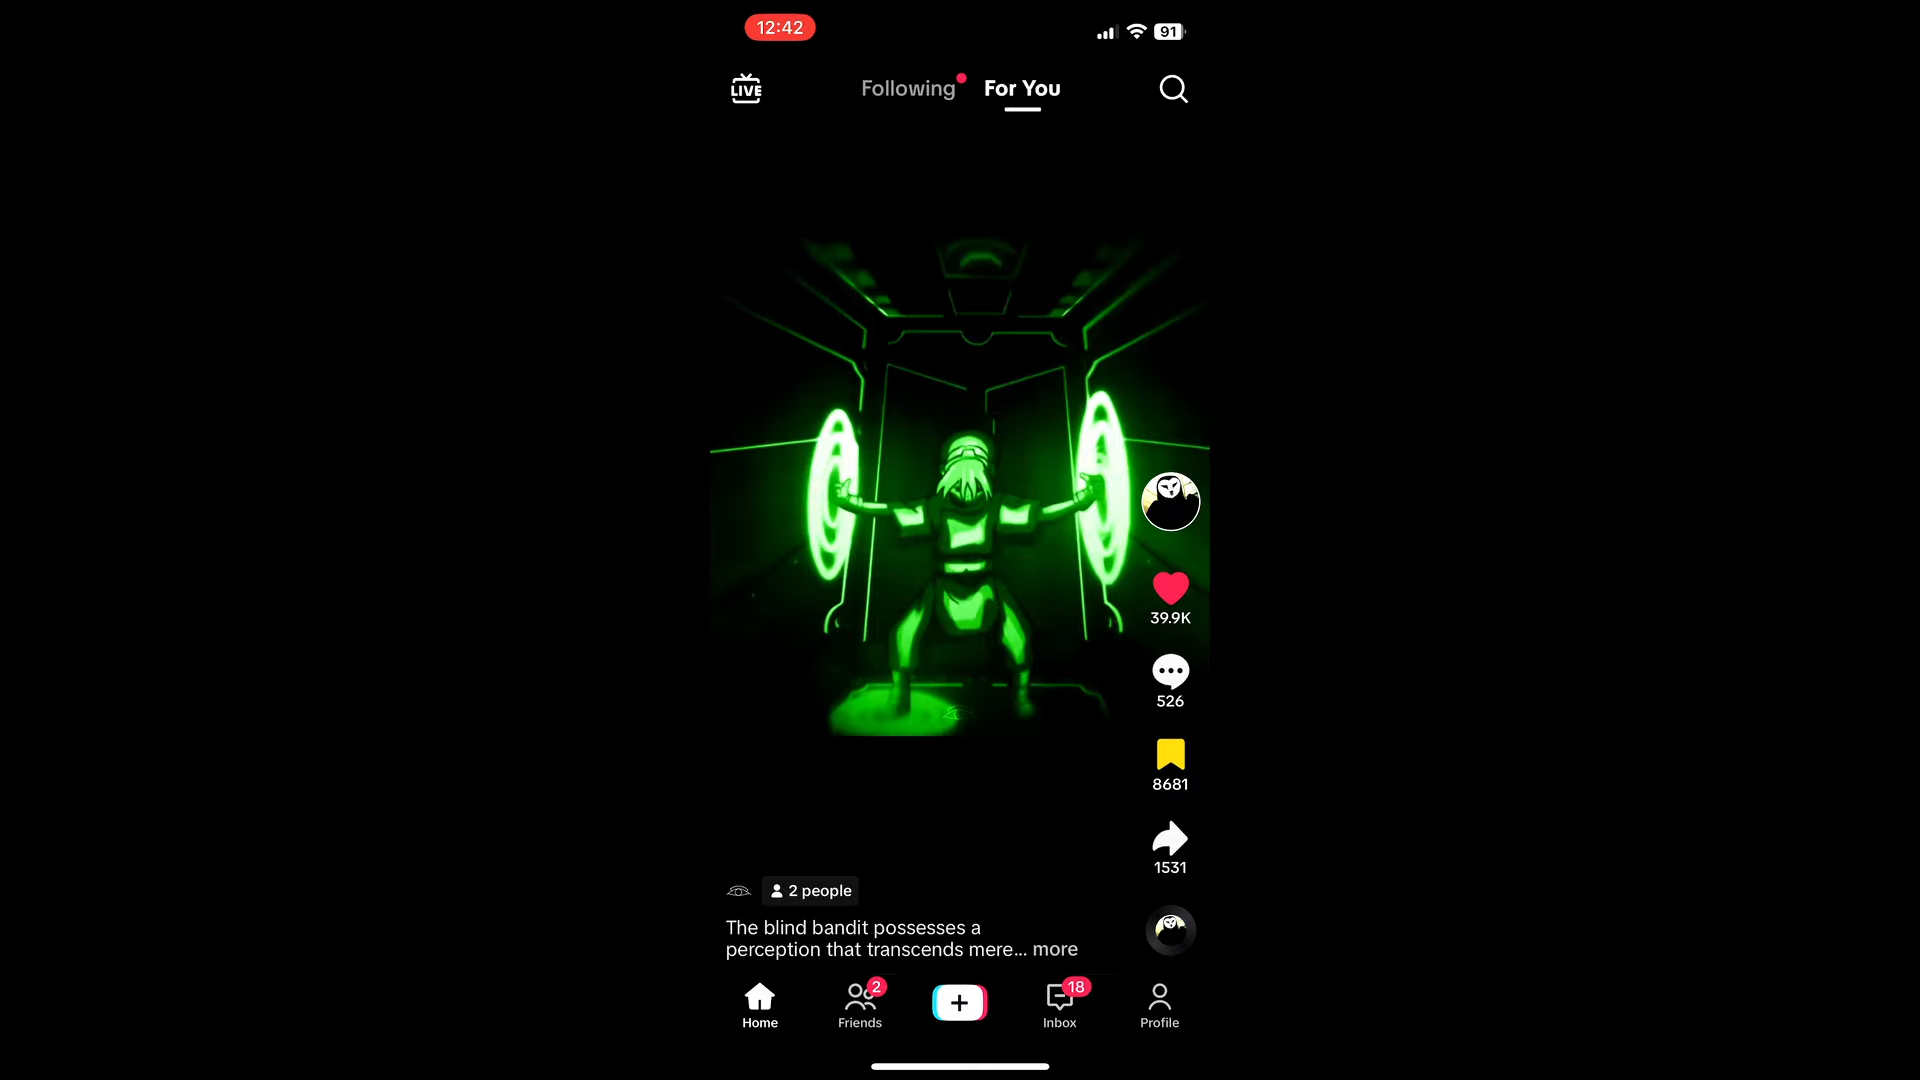 12:42
91
LIVE
Following
For You
39.9K
526
8681
1531
2 people
The blind bandit possesses a
perception that transcends mere... more
Home
2
Friends
18
Inbox
Profile